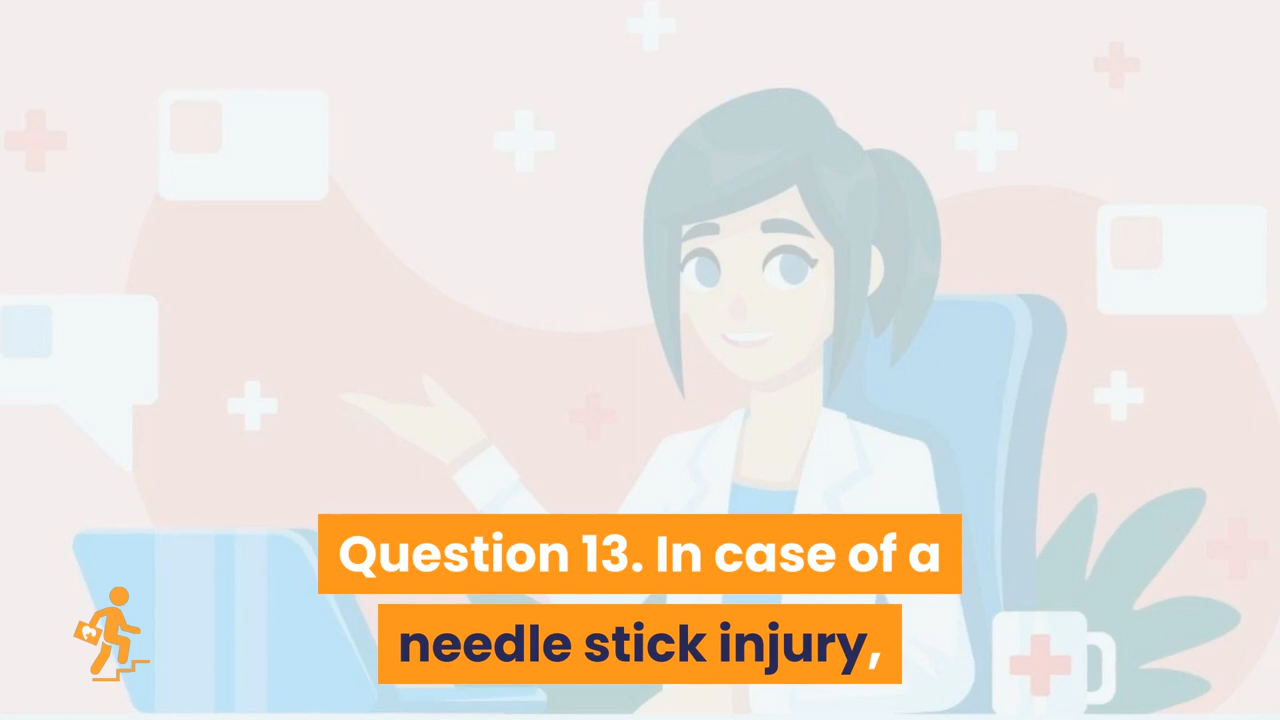 Question 13. In case of a
needle stick injury,